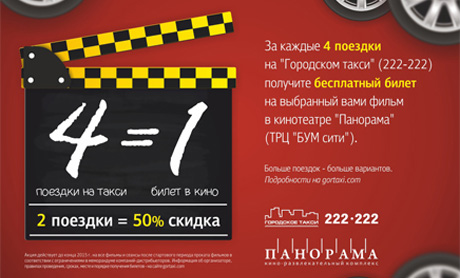 За каждые 4 поездки
на "Городском такси" (222-222)
получите бесплатный билет
на выбранный вами фильм
в кинотеатре "Панорама"
(ТРЦ "БУМ сити").
4=1
поездки на такси билет в кино
2 поездки = 50% скидка
Больше поездок - больше вариантов.
Подробности на gortaxi.com
ГОРОДСКОЕ ТАКСИ 222-222
ПАНОРАМА
КИНО-РАЗВЛЕКАТЕЛЬНЫЙ КОМПЛЕКС